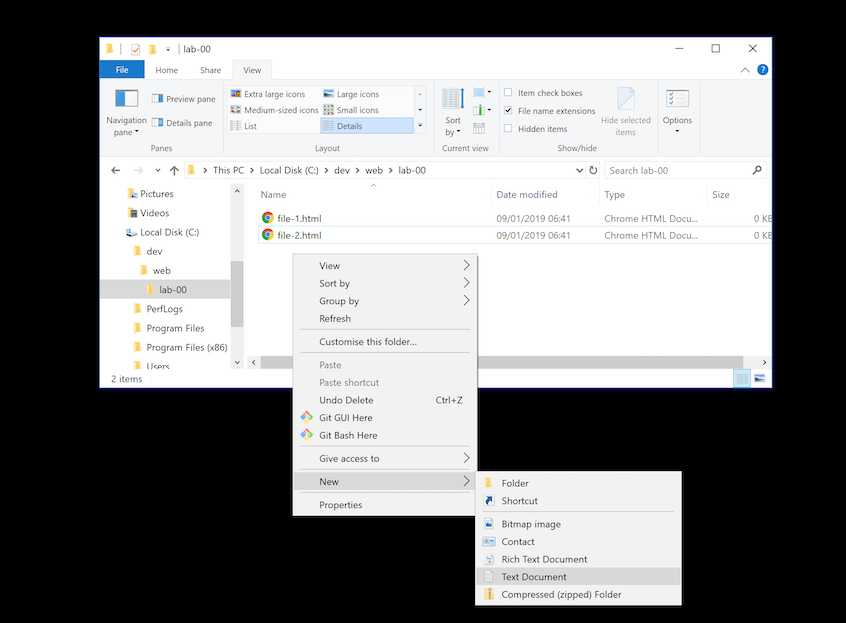 lab-00
File Home Share View
Navigation pane
Preview pane
Details pane
Panes
Extra large icons Large icons
Medium-sized icons Small icons
List Details
Layout
Sort by
Current view
Item check boxes
File name extensions
Hidden items
Hide selected items
Show/hide
Options
This PC Local Disk (C:) dev web lab-00
Search lab-00
Pictures
Videos
Local Disk (C:)
dev
web
lab-00
PerfLogs
Program Files
Program Files (x86)
Users
Name Date modified Type Size
file-1.html 09/01/2019 06:41 Chrome HTML Docu... 0 KB
file-2.html 09/01/2019 06:41 Chrome HTML Docu... 0 KB
2 items
View
Sort by
Group by
Refresh
Customise this folder...
Paste
Paste shortcut
Undo Delete Ctrl+Z
Git GUI Here
Git Bash Here
Give access to
New
Properties
Folder
Shortcut
Bitmap image
Contact
Rich Text Document
Text Document
Compressed (zipped) Folder